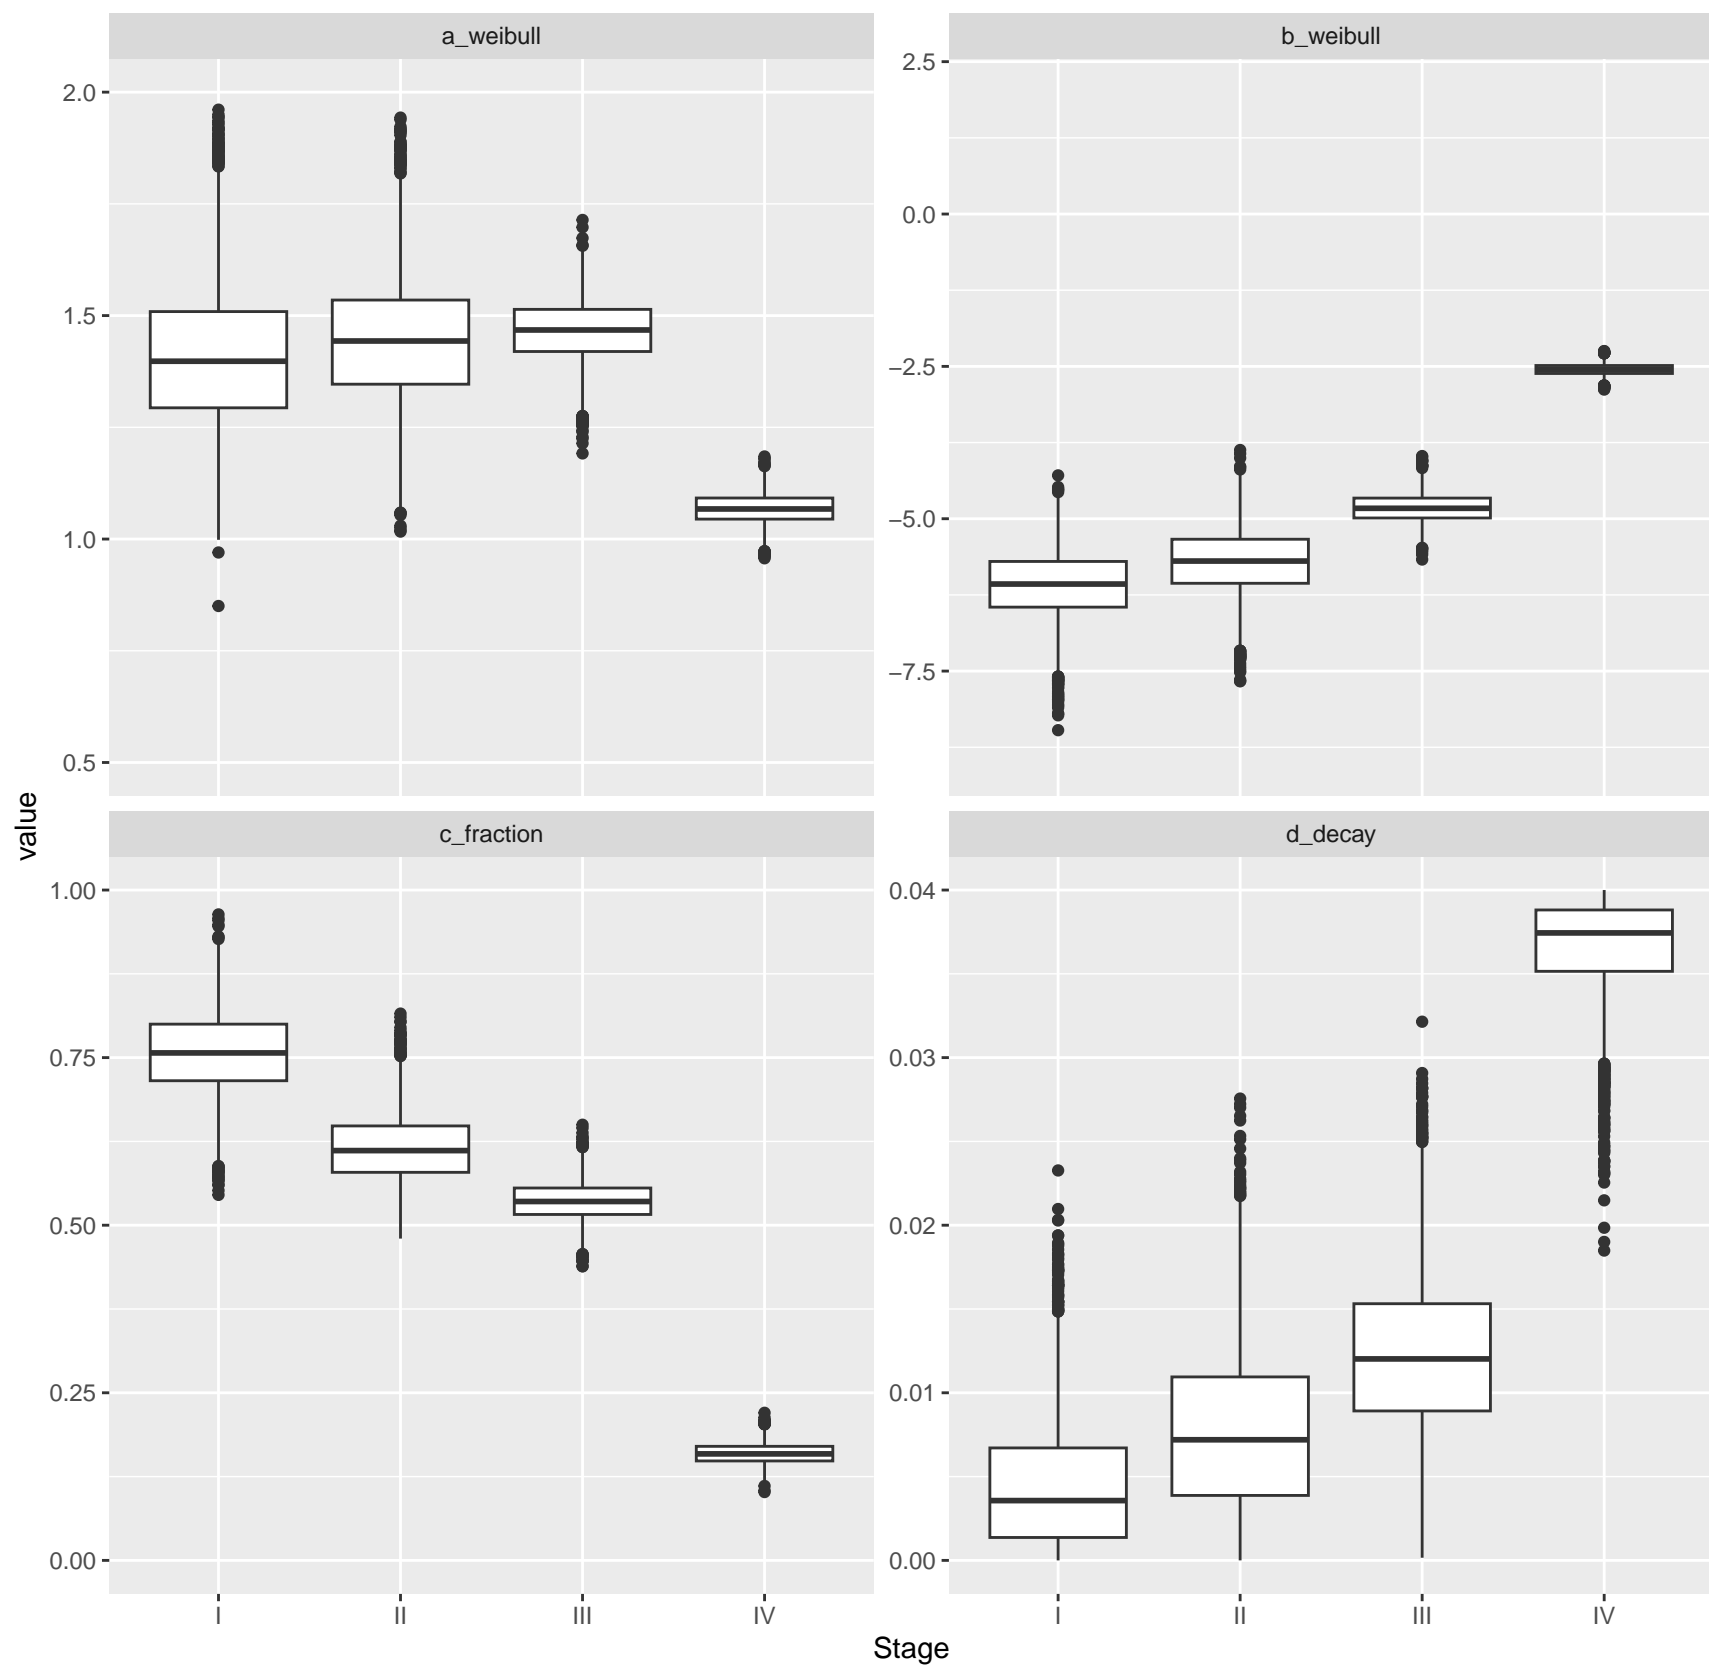 a_weibull
b_weibull
2.0
1.5
1.0
0.5
2.5
0.0
−2.5
−5.0
−7.5
value
c_fraction
d_decay
1.00
0.75
0.50
0.25
0.00
0.04
0.03
0.02
0.01
0.00
I II III IV
I II III IV
Stage